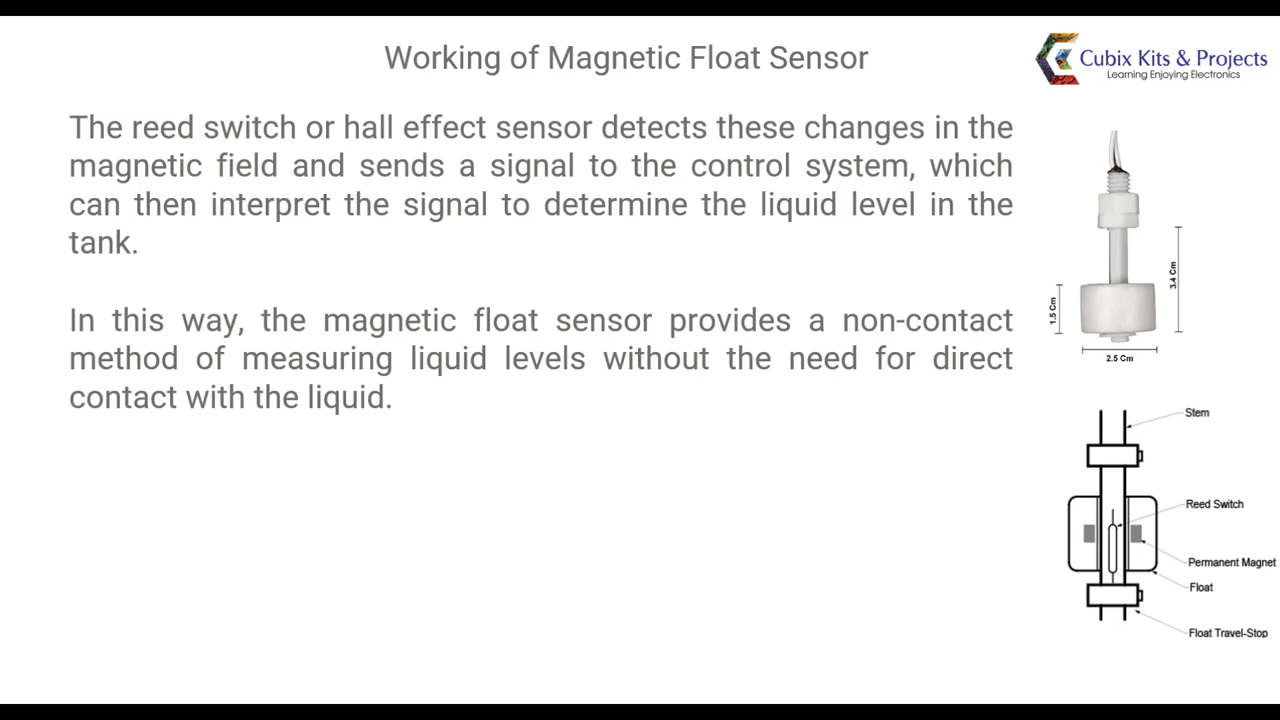 Working of Magnetic Float Sensor
Cubix Kits & Projects
Learning Enjoying Electronics
The reed switch or hall effect sensor detects these changes in the
magnetic field and sends a signal to the control system, which
can then interpret the signal to determine the liquid level in the
tank.
In this way, the magnetic float sensor provides a non-contact
method of measuring liquid levels without the need for direct
contact with the liquid.
3.4 Cm
1.5 Cm
2.5 Cm
Stem
Reed Switch
Permanent Magnet
Float
Float Travel-Stop